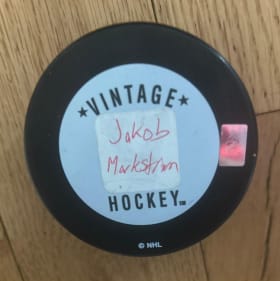 ★VINTAGE★
Jakob
Markstrom
HOCKEY™
© NHL